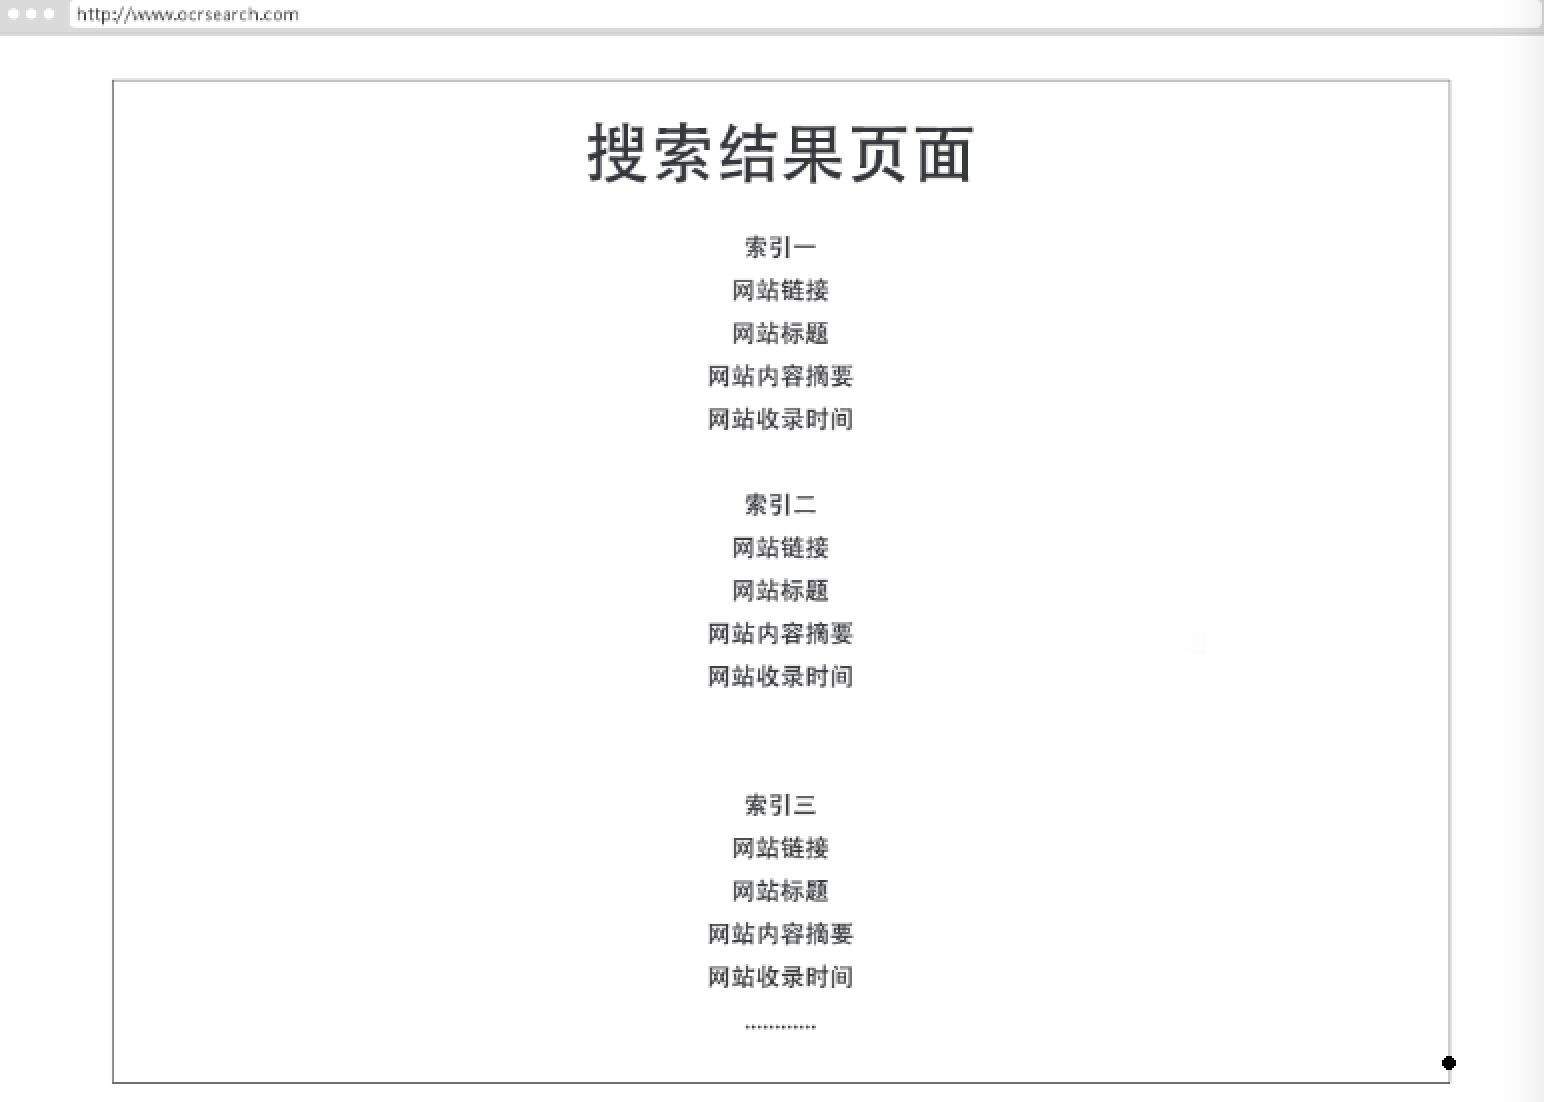 http://www.ocrsearch.com
搜索结果页面
索引一
网站链接
网站标题
网站内容摘要
网站收录时间
索引二
网站链接
网站标题
网站内容摘要
网站收录时间
索引三
网站链接
网站标题
网站内容摘要
网站收录时间
············